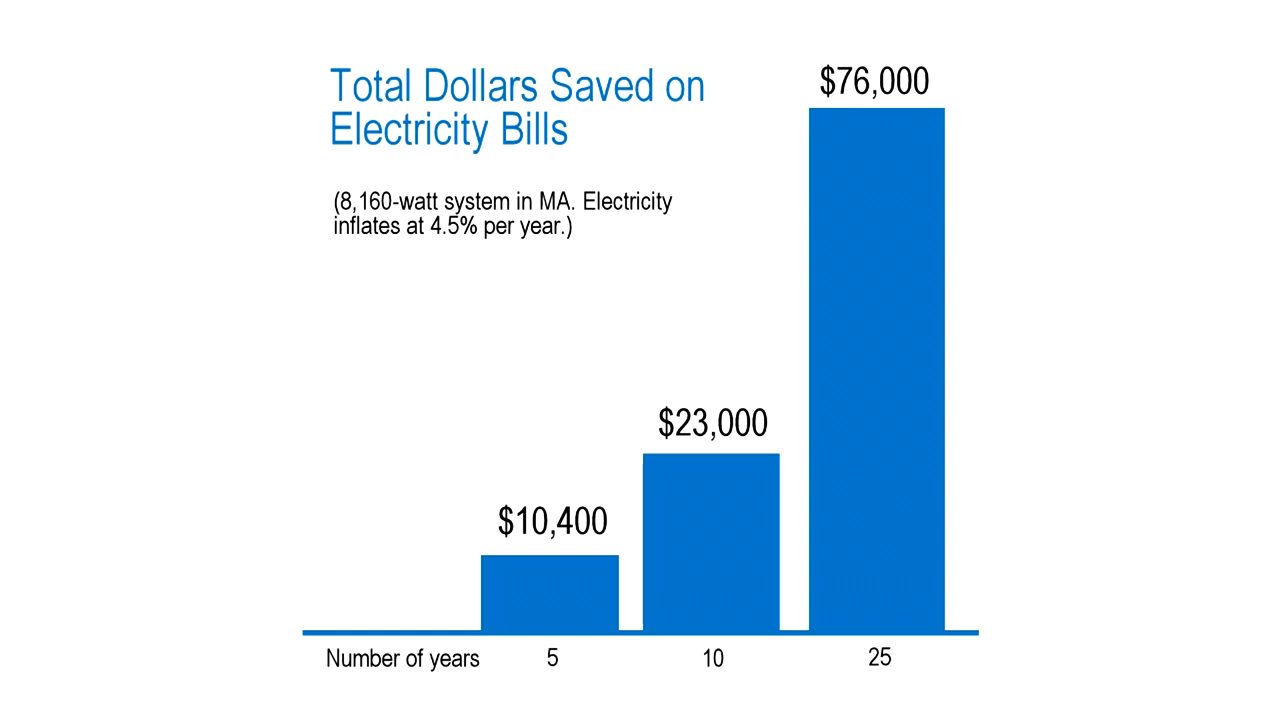 Total Dollars Saved on
Electricity Bills
(8,160-watt system in MA. Electricity
inflates at 4.5% per year.)
$76,000
$23,000
$10,400
Number of years 5 10 25